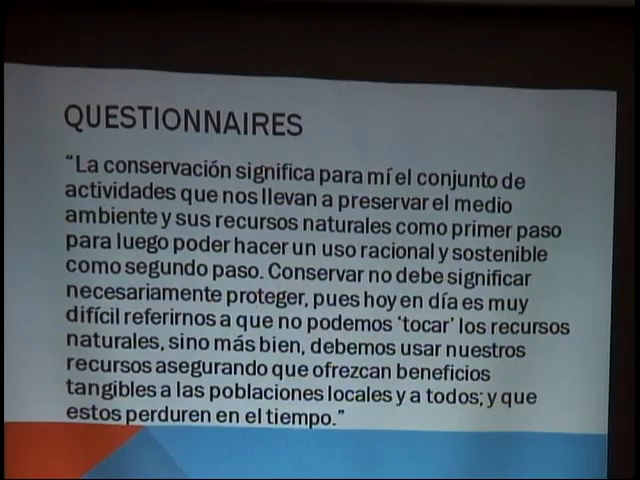 QUESTIONNAIRES
“La conservación significa para mí el conjunto de
actividades que nos llevan a preservar el medio
ambiente y sus recursos naturales como primer paso
para luego poder hacer un uso racional y sostenible
como segundo paso. Conservar no debe significar
necesariamente proteger, pues hoy en día es muy
difícil referirnos a que no podemos ‘tocar’ los recursos
naturales, sino más bien, debemos usar nuestros
recursos asegurando que ofrezcan beneficios
tangibles a las poblaciones locales y a todos; y que
estos perduren en el tiempo.”